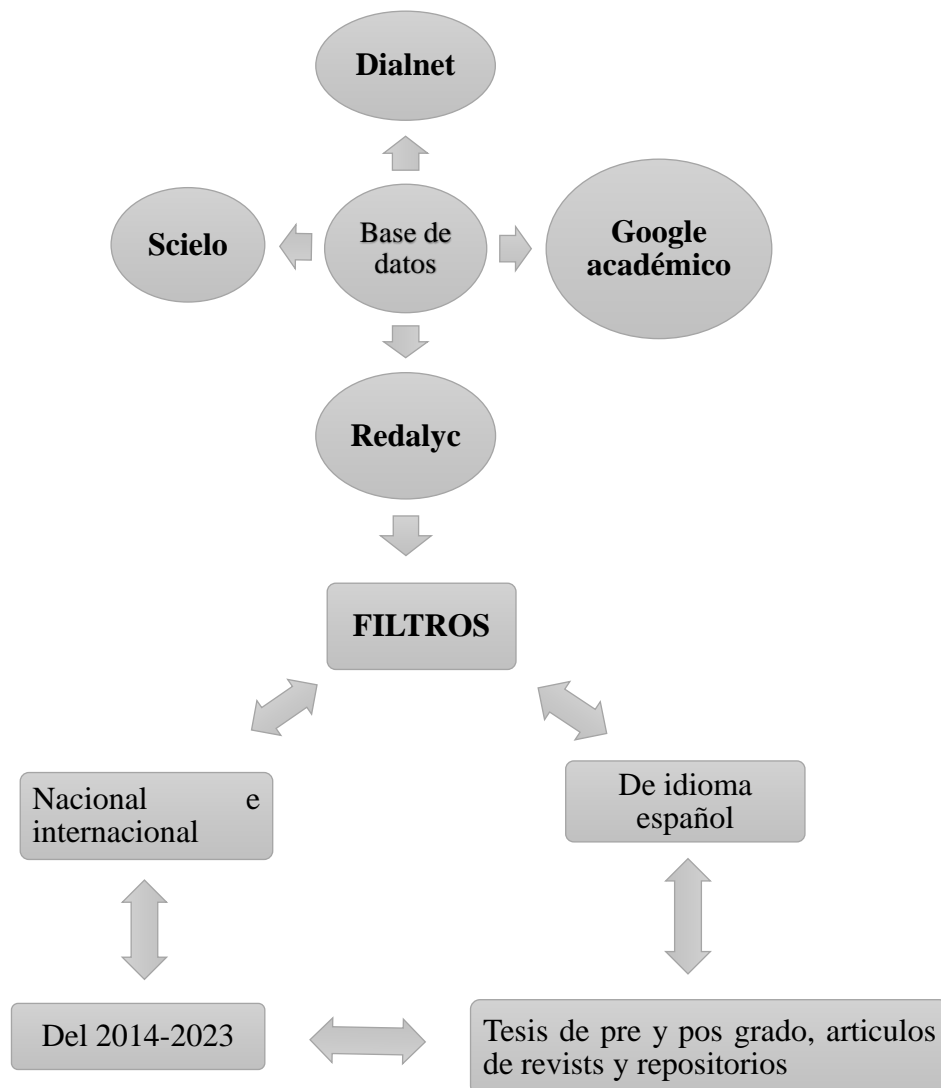 Dialnet
Scielo
Base de
datos
Google
académico
Redalyc
FILTROS
Nacional e
internacional
De idioma
español
Del 2014-2023
Tesis de pre y pos grado, articulos
de revists y repositorios